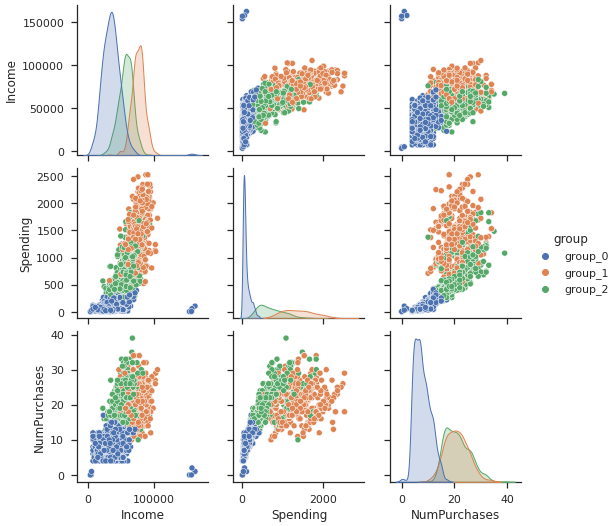 150000
100000
50000
0
Income
2500
2000
1500
1000
500
0
Spending
group
group_0
group_1
group_2
40
30
20
10
0
NumPurchases
0 100000
0 2000
0 20 40
Income Spending NumPurchases